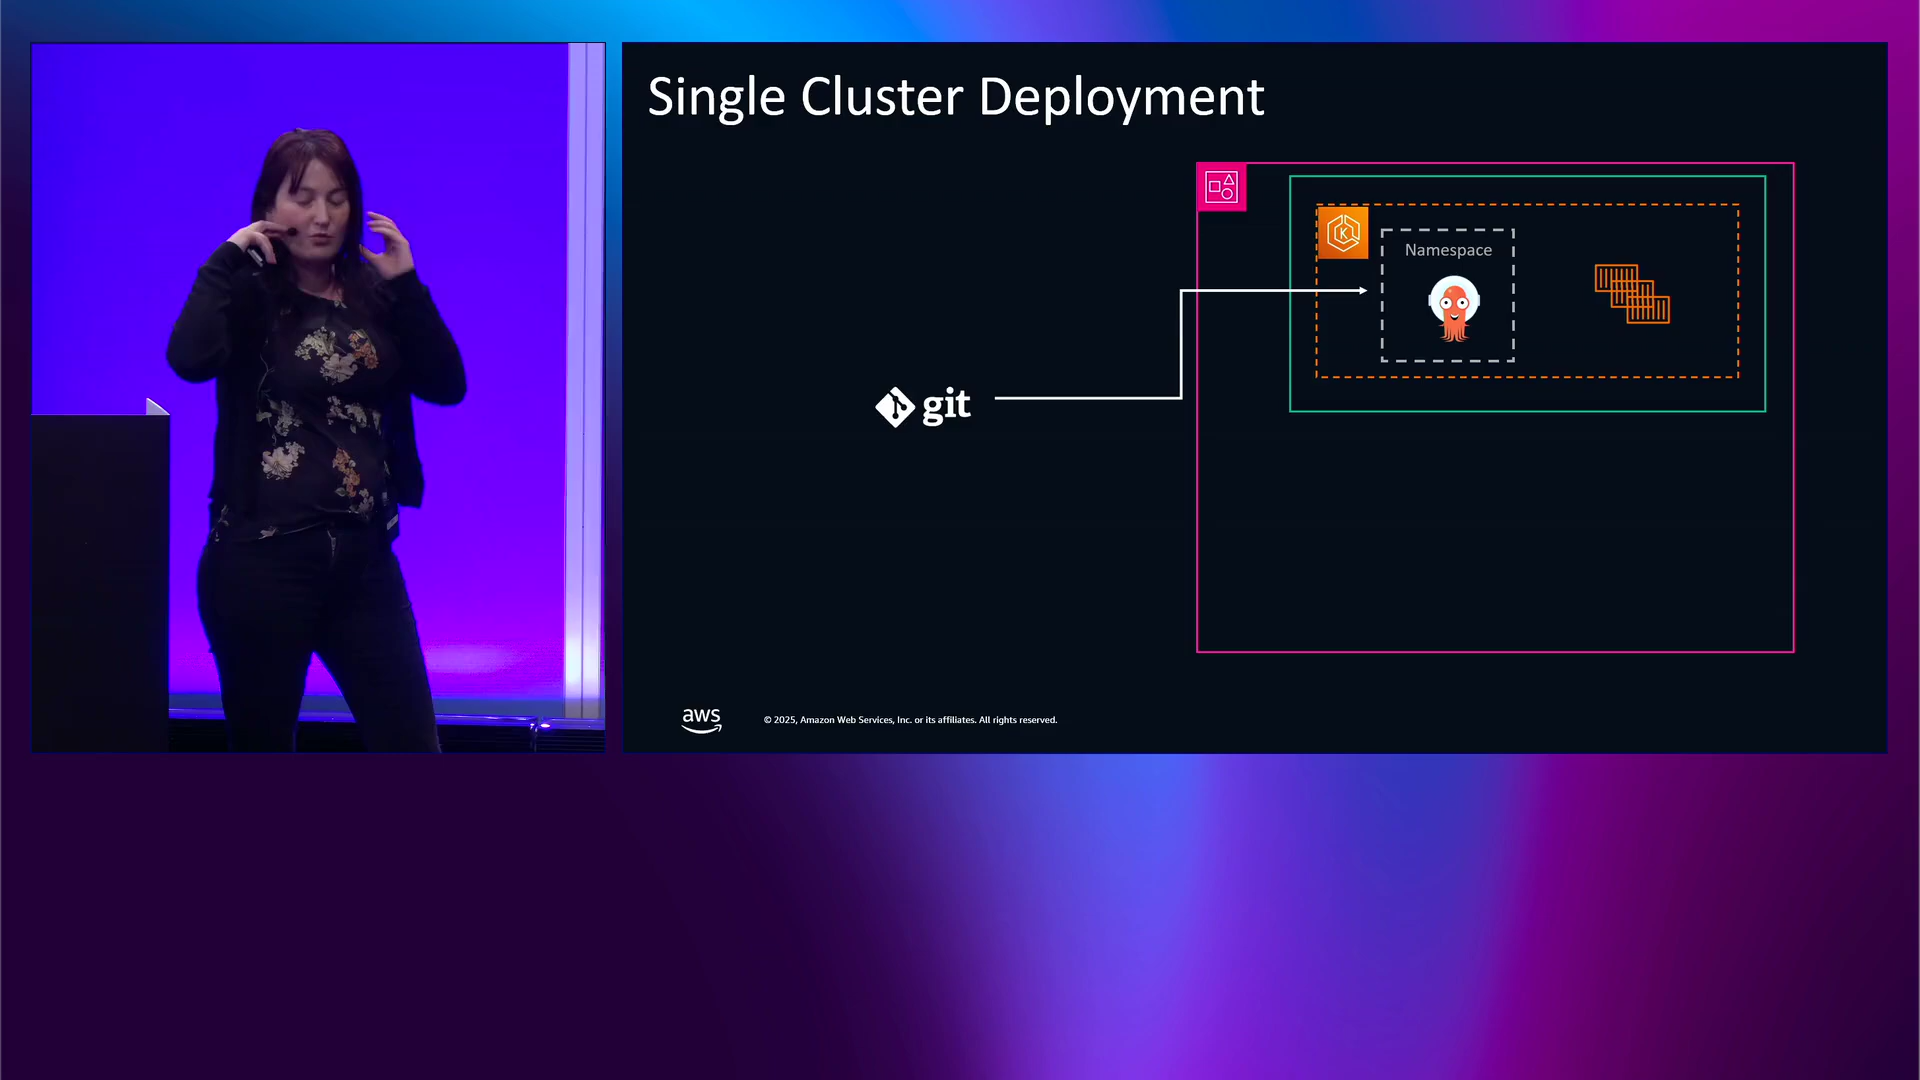 Single Cluster Deployment
Namespace
K
git
aws
© 2025, Amazon Web Services, Inc. or its affiliates. All rights reserved.